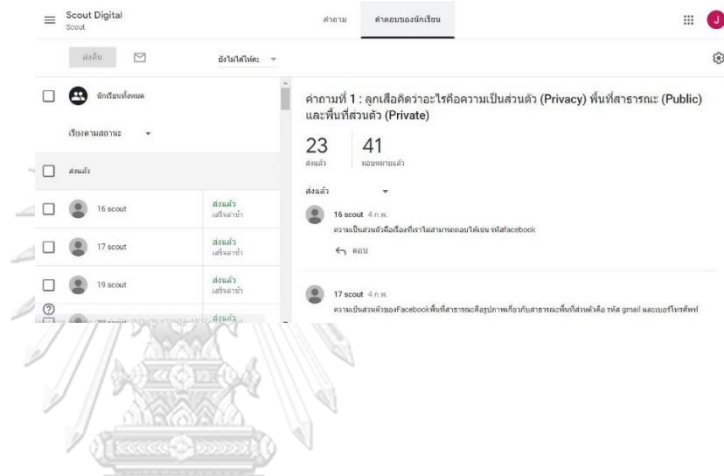 Scout Digital
Scout
คำถาม
คำตอบของนักเรียน
J
ส่งคืน
ยังไม่ได้ให้คะ
นักเรียนทั้งหมด
เรียงตามสถานะ
ส่งแล้ว
16 scout
ส่งแล้ว
เสร็จล่าช้า
17 scout
ส่งแล้ว
เสร็จล่าช้า
19 scout
ส่งแล้ว
เสร็จล่าช้า
คำถามที่ 1 : ลูกเสือคิดว่าอะไรคือความเป็นส่วนตัว (Privacy) พื้นที่สาธารณะ (Public)
และพื้นที่ส่วนตัว (Private)
23
ส่งแล้ว
41
มอบหมายแล้ว
ส่งแล้ว
16 scout 4 ก.พ.
ความเป็นส่วนตัวคือเรื่องที่เราไม่สามารถตอบได้เช่น รหัสfacebook
ตอบ
17 scout 4 ก.พ.
ความเป็นส่วนตัวของFacebookพื้นที่สาธารณะคือรูปภาพเกี่ยวกับสาธารณะพื้นที่ส่วนตัวคือ รหัส gmail และเบอร์โทรศัพท์